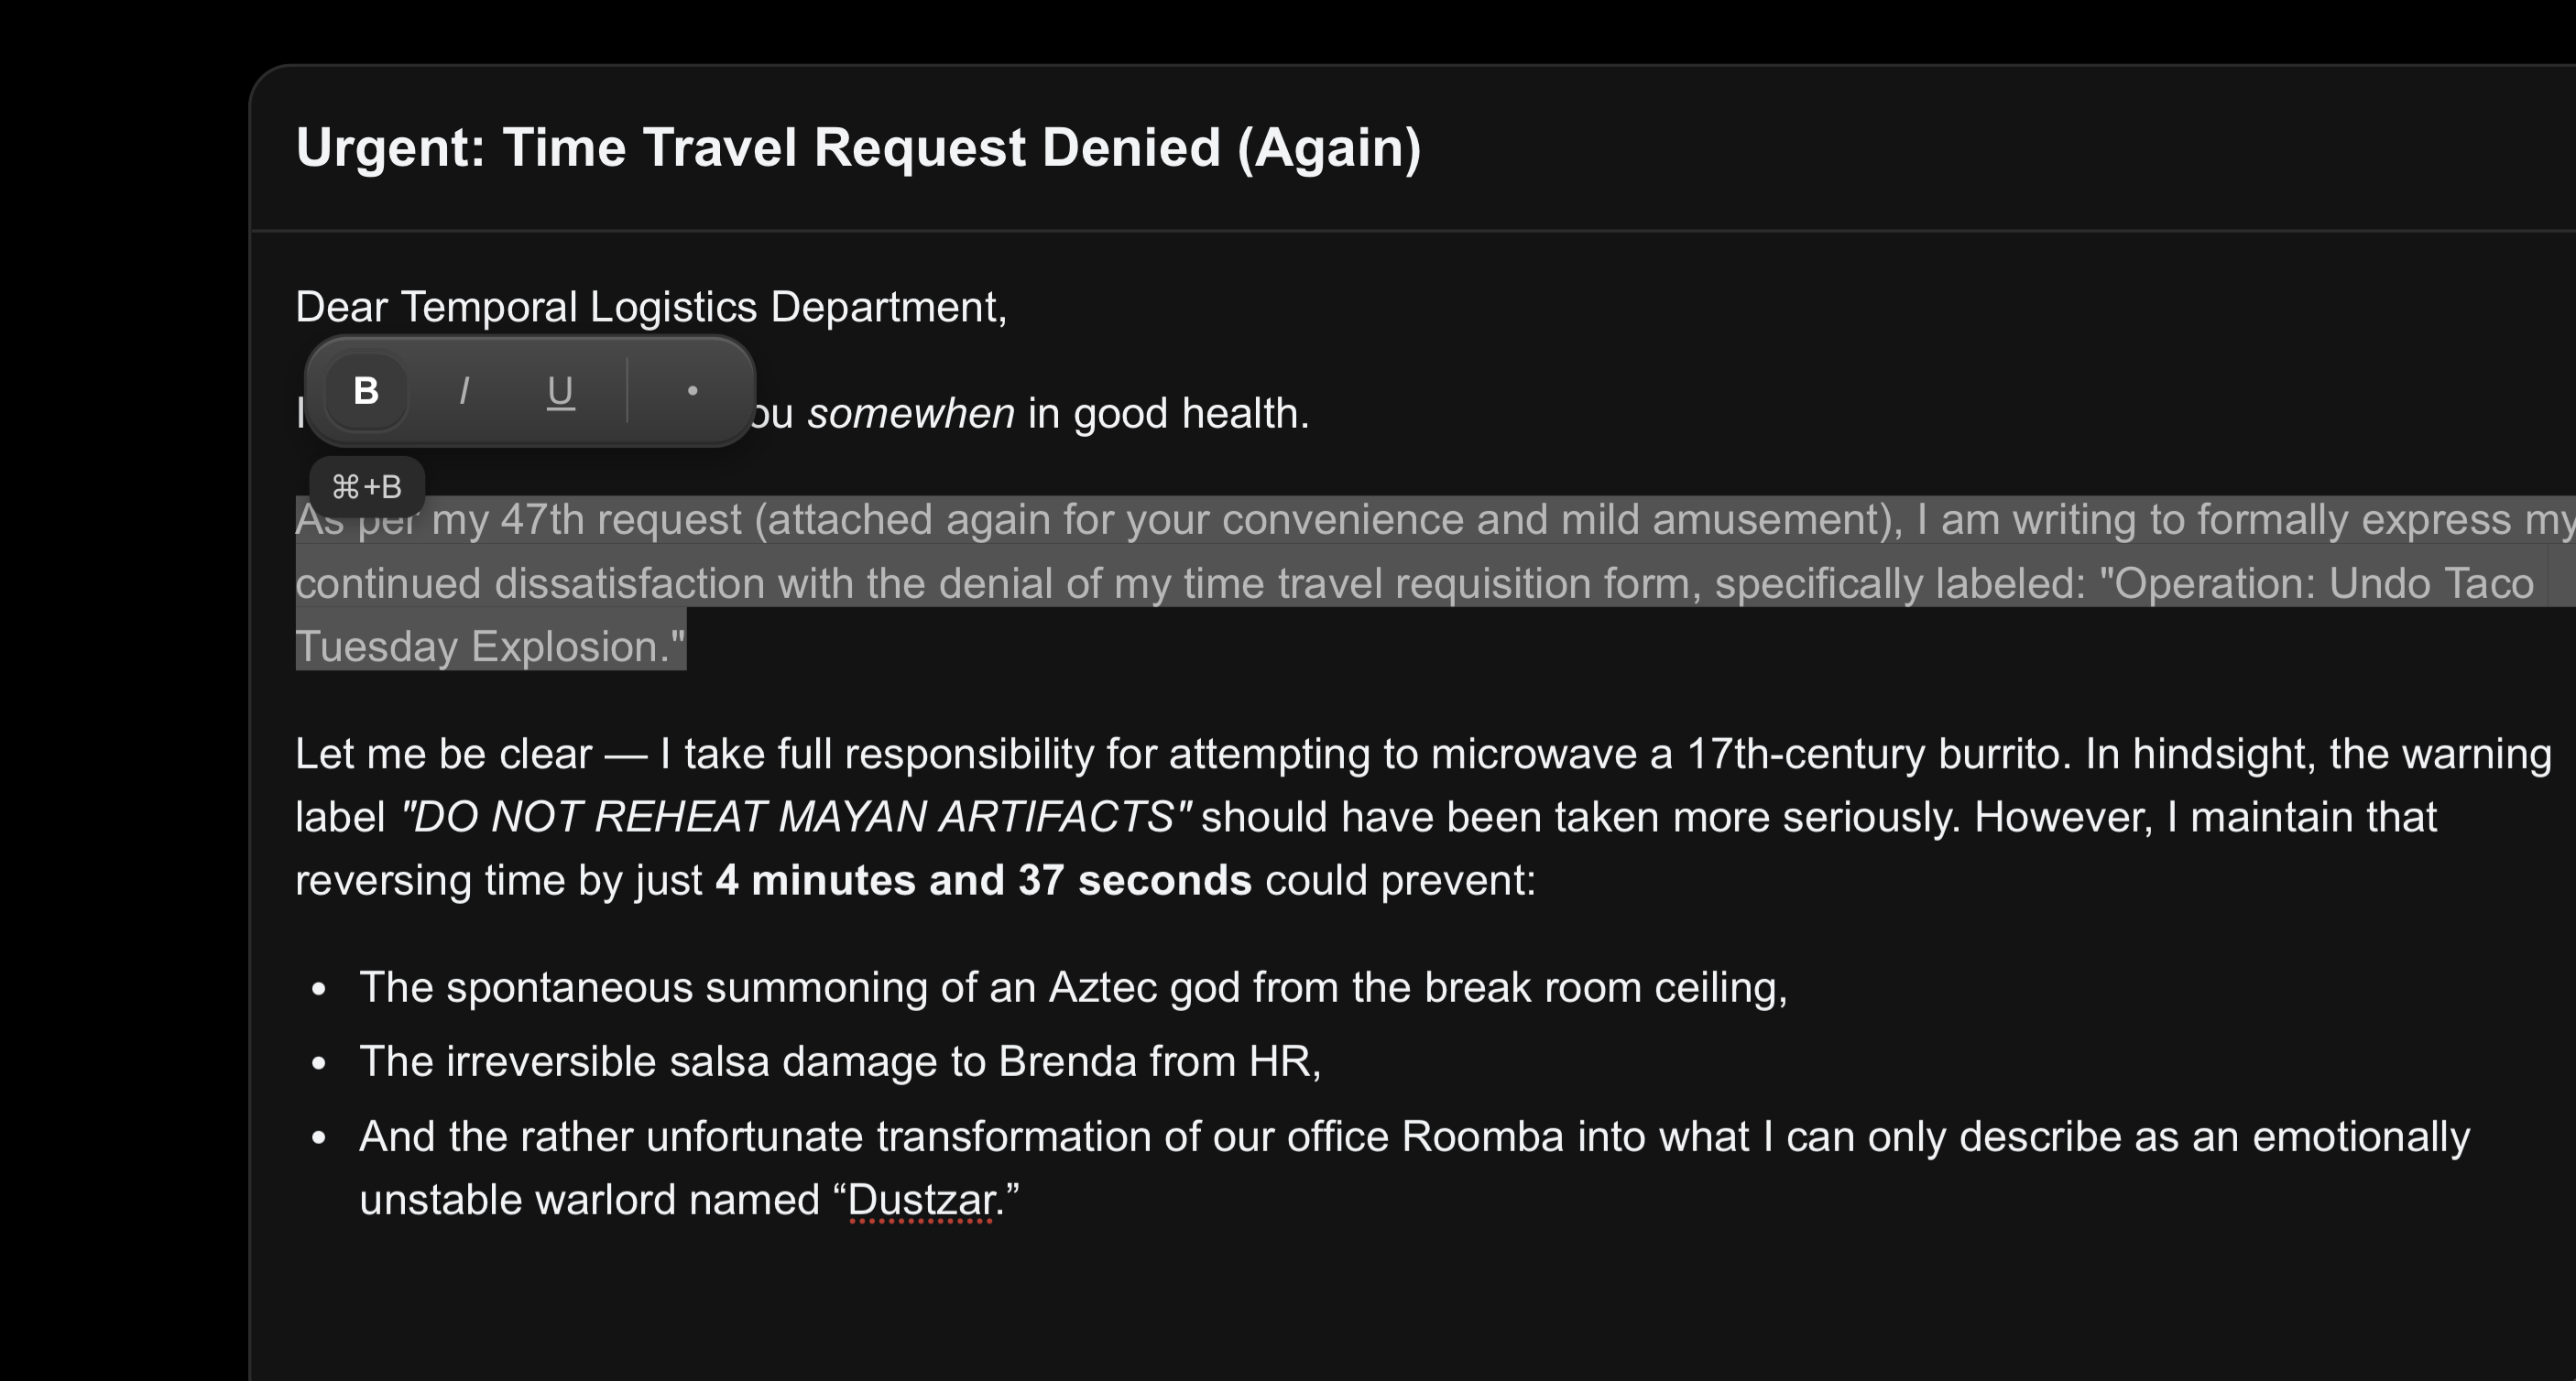 Urgent: Time Travel Request Denied (Again)
Dear Temporal Logistics Department,
B I U •
somewhen in good health.
⌘+B
As per my 47th request (attached again for your convenience and mild amusement), I am writing to formally express my
continued dissatisfaction with the denial of my time travel requisition form, specifically labeled: "Operation: Undo Taco
Tuesday Explosion."
Let me be clear — I take full responsibility for attempting to microwave a 17th-century burrito. In hindsight, the warning
label "DO NOT REHEAT MAYAN ARTIFACTS" should have been taken more seriously. However, I maintain that
reversing time by just 4 minutes and 37 seconds could prevent:
• The spontaneous summoning of an Aztec god from the break room ceiling,
• The irreversible salsa damage to Brenda from HR,
• And the rather unfortunate transformation of our office Roomba into what I can only describe as an emotionally
unstable warlord named “Dustzar.”